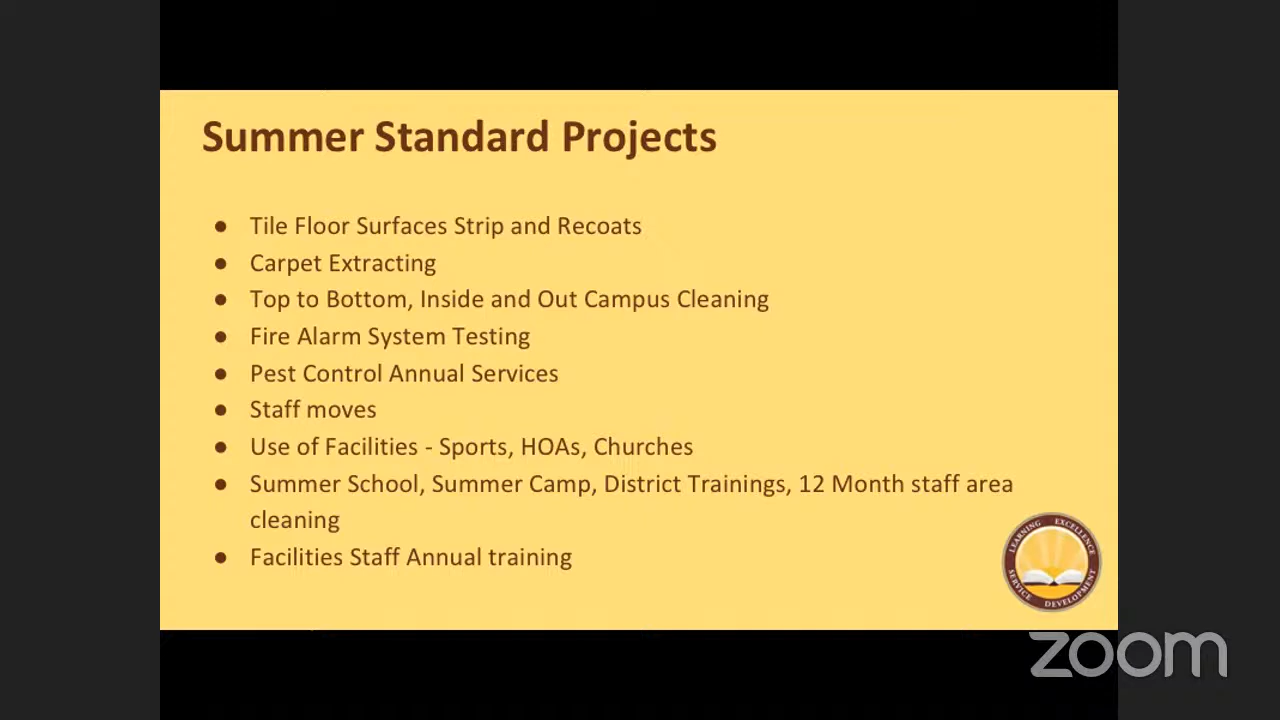 Summer Standard Projects
● Tile Floor Surfaces Strip and Recoats
● Carpet Extracting
● Top to Bottom, Inside and Out Campus Cleaning
● Fire Alarm System Testing
● Pest Control Annual Services
● Staff moves
● Use of Facilities - Sports, HOAs, Churches
● Summer School, Summer Camp, District Trainings, 12 Month staff area
cleaning
● Facilities Staff Annual training
LEARNING EXCELLENCE
SERVICE DEVELOPMENT
zoom